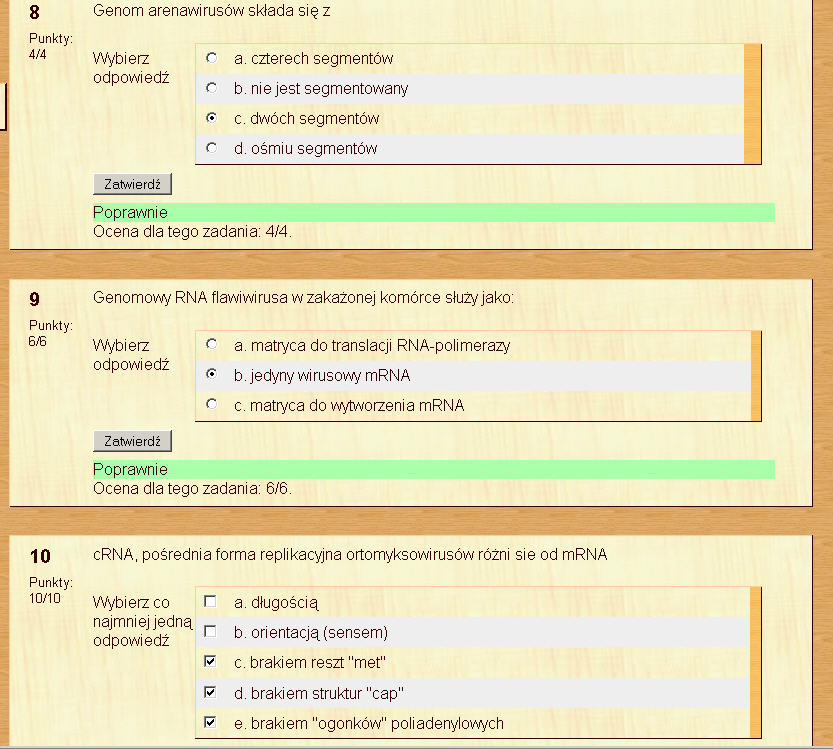 8
Genom arenawirusów składa się z
Punkty:
4/4
Wybierz
odpowiedź
a. czterech segmentów
b. nie jest segmentowany
c. dwóch segmentów
d. ośmiu segmentów
Zatwierdź
Poprawnie
Ocena dla tego zadania: 4/4.
9
Genomowy RNA flawiwirusa w zakażonej komórce służy jako:
Punkty:
6/6
Wybierz
odpowiedź
a. matryca do translacji RNA-polimerazy
b. jedyny wirusowy mRNA
c. matryca do wytworzenia mRNA
Zatwierdź
Poprawnie
Ocena dla tego zadania: 6/6.
10
cRNA, pośrednia forma replikacyjna ortomyksowirusów różni sie od mRNA
Punkty:
10/10
Wybierz co
najmniej jedną
odpowiedź
a. długością
b. orientacją (sensem)
c. brakiem reszt "met"
d. brakiem struktur "cap"
e. brakiem "ogonków" poliadenylowych